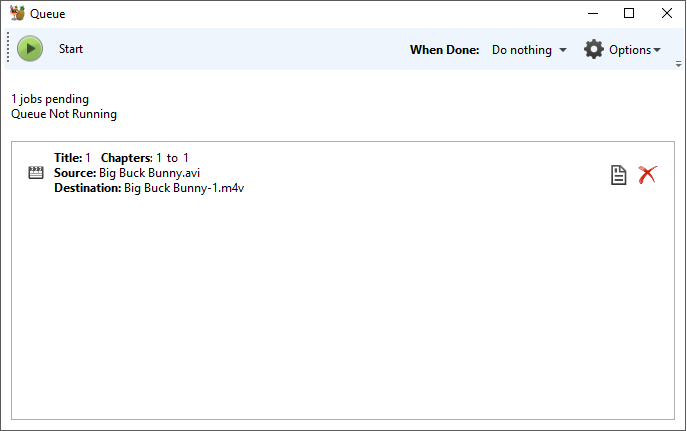 Queue
Start When Done: Do nothing Options
1 jobs pending
Queue Not Running
Title: 1 Chapters: 1 to 1
Source: Big Buck Bunny.avi
Destination: Big Buck Bunny-1.m4v